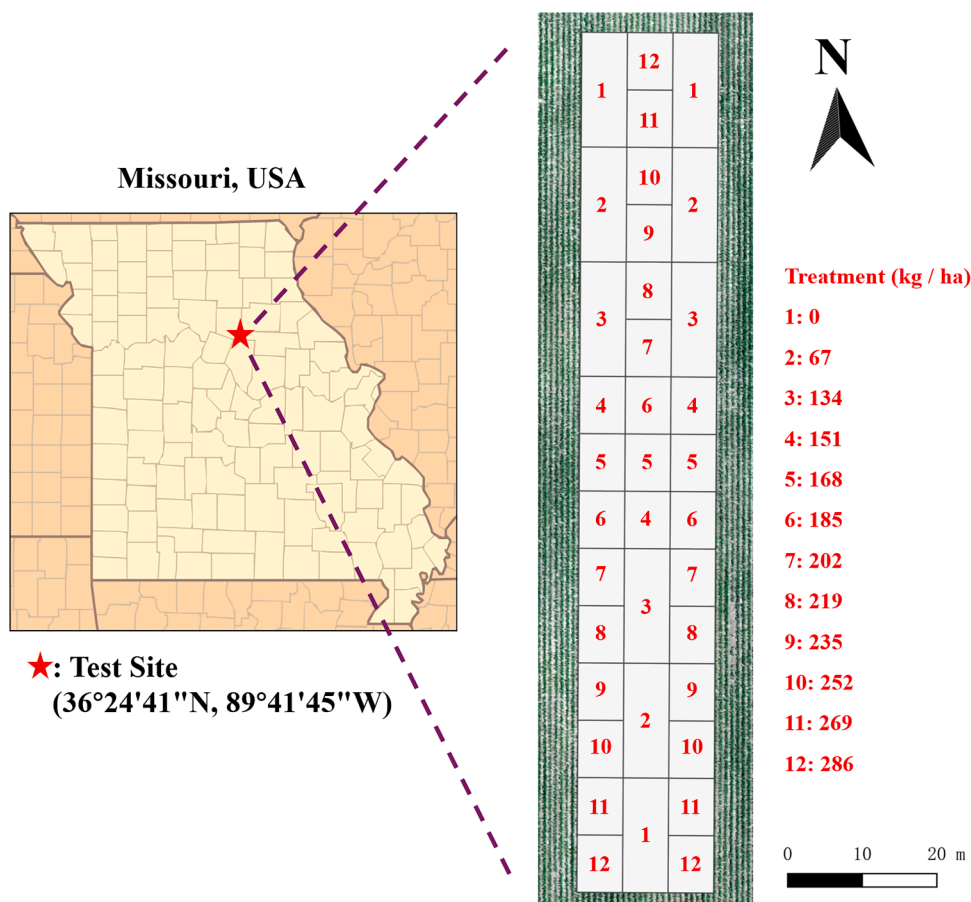 Missouri, USA
★: Test Site
(36°24'41"N, 89°41'45"W)
1 12 1
11
2 10 2
9
3 8 3
7
4 6 4
5 5 5
6 4 6
7 7
3
8 8
9 9
2
10 10
11 11
1
12 12
N
Treatment (kg / ha)
1: 0
2: 67
3: 134
4: 151
5: 168
6: 185
7: 202
8: 219
9: 235
10: 252
11: 269
12: 286
0 10 20 m